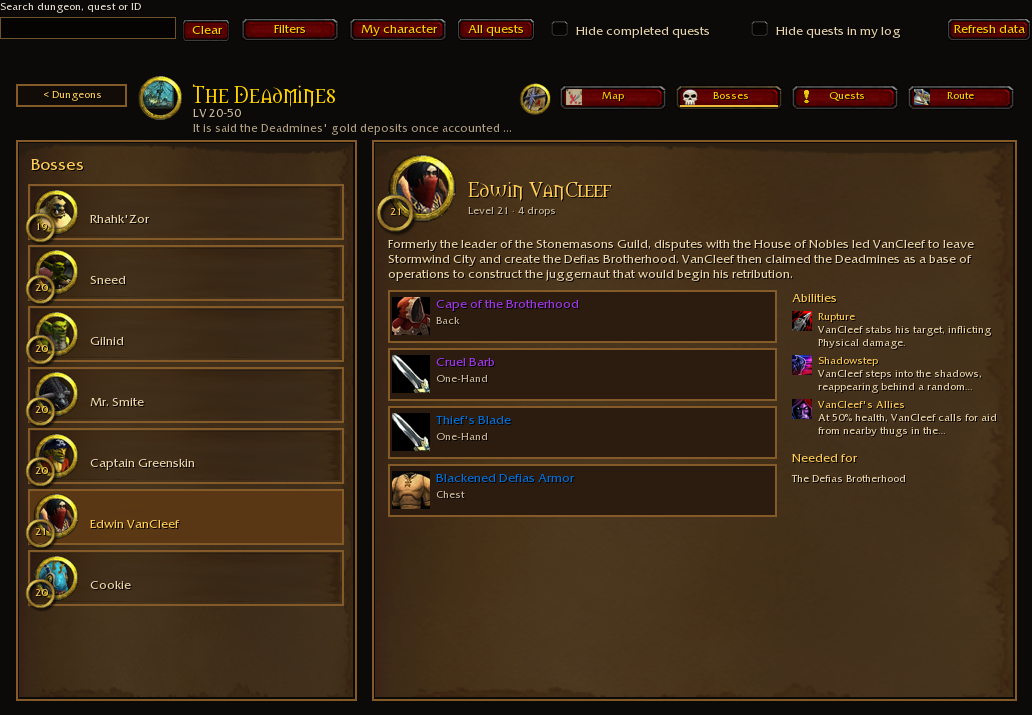 Search dungeon, quest or ID
Clear
Filters
My character
All quests
Hide completed quests
Hide quests in my log
Refresh data
< Dungeons
The Deadmines
LV 20-50
It is said the Deadmines' gold deposits once accounted ...
Map
Bosses
Quests
Route
Bosses
19
Rhahk'Zor
20
Sneed
20
Gilnid
20
Mr. Smite
20
Captain Greenskin
21
Edwin VanCleef
20
Cookie
21
Edwin VanCleef
Level 21 · 4 drops
Formerly the leader of the Stonemasons Guild, disputes with the House of Nobles led VanCleef to leave
Stormwind City and create the Defias Brotherhood. VanCleef then claimed the Deadmines as a base of
operations to construct the juggernaut that would begin his retribution.
Cape of the Brotherhood
Back
Cruel Barb
One-Hand
Thief's Blade
One-Hand
Blackened Defias Armor
Chest
Abilities
Rupture
VanCleef stabs his target, inflicting
Physical damage.
Shadowstep
VanCleef steps into the shadows,
reappearing behind a random...
VanCleef's Allies
At 50% health, VanCleef calls for aid
from nearby thugs in the...
Needed for
The Defias Brotherhood